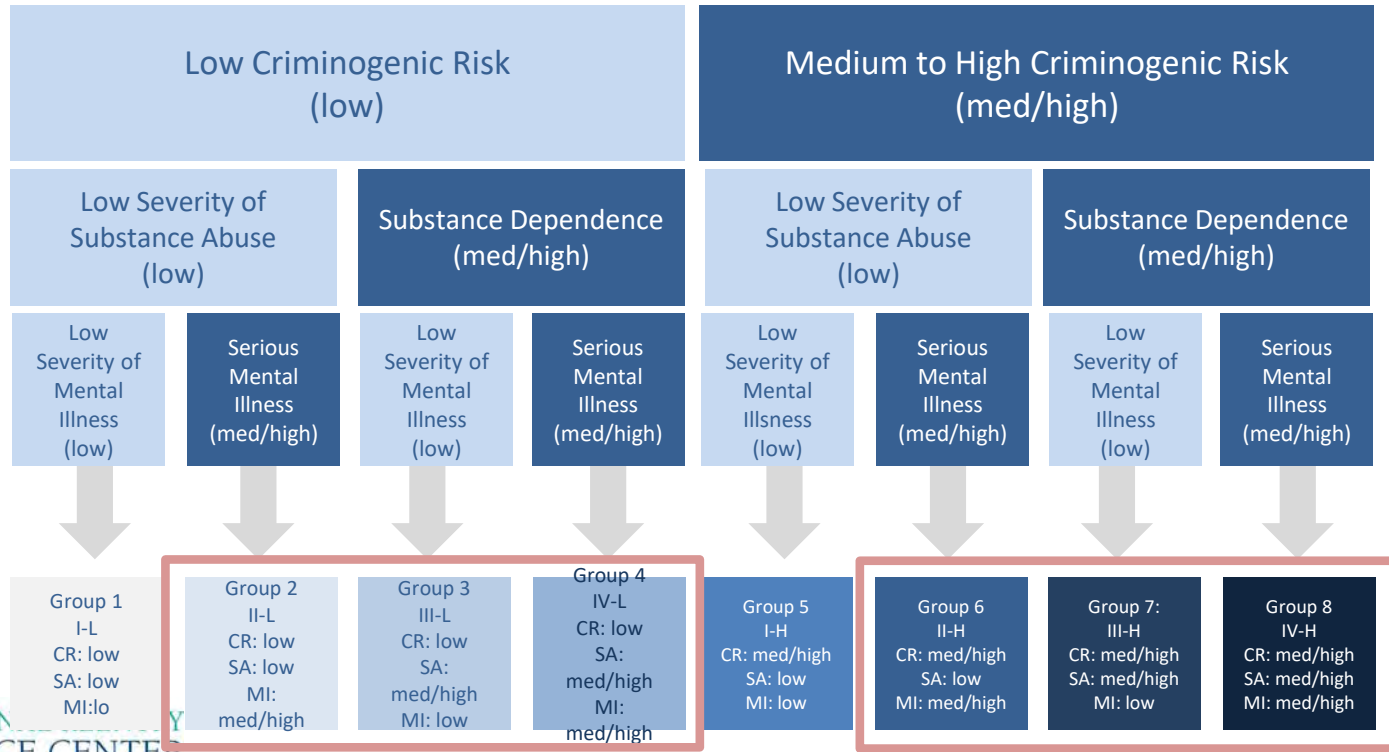 Low Criminogenic Risk
(low)
Medium to High Criminogenic Risk
(med/high)
Low Severity of
Substance Abuse
(low)
Substance Dependence
(med/high)
Low Severity of
Substance Abuse
(low)
Substance Dependence
(med/high)
Low
Severity of
Mental
Illness
(low)
Serious
Mental
Illness
(med/high)
Low
Severity of
Mental
Illness
(low)
Serious
Mental
Illness
(med/high)
Low
Severity of
Mental
Illsness
(low)
Serious
Mental
Illness
(med/high)
Low
Severity of
Mental
Illness
(low)
Serious
Mental
Illness
(med/high)
Group 1
I-L
CR: low
SA: low
MI:lo
Group 2
II-L
CR: low
SA: low
MI:
med/high
Group 3
III-L
CR: low
SA:
med/high
MI: low
Group 4
IV-L
CR: low
SA:
med/high
MI:
med/high
Group 5
I-H
CR: med/high
SA: low
MI: low
Group 6
II-H
CR: med/high
SA: low
MI: med/high
Group 7:
III-H
CR: med/high
SA: med/high
MI: low
Group 8
IV-H
CR: med/high
SA: med/high
MI: med/high
CENTER